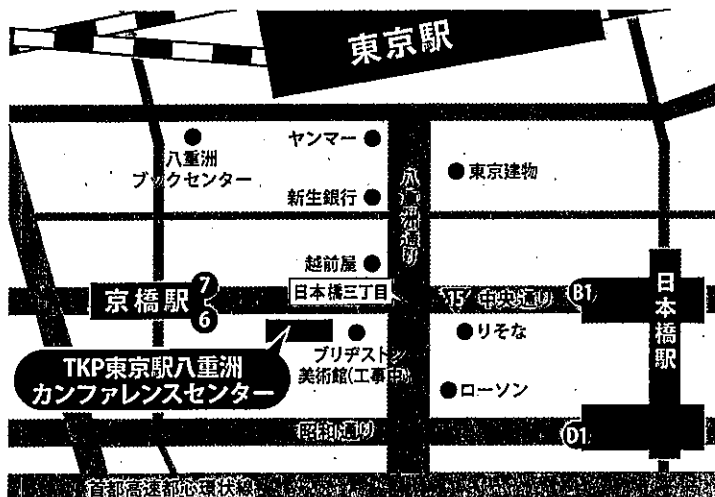 東京駅
八重洲
ブックセンター
ヤンマー
新生銀行
越前屋
八重洲通り
東京建物
京橋駅
7
6
日本橋三丁目
15
中央通り
B1
日本橋駅
TKP東京駅八重洲
カンファレンスセンター
ブリヂストン
美術館(工事中)
りそな
ローソン
昭和通り
D1
首都高速都心環状線